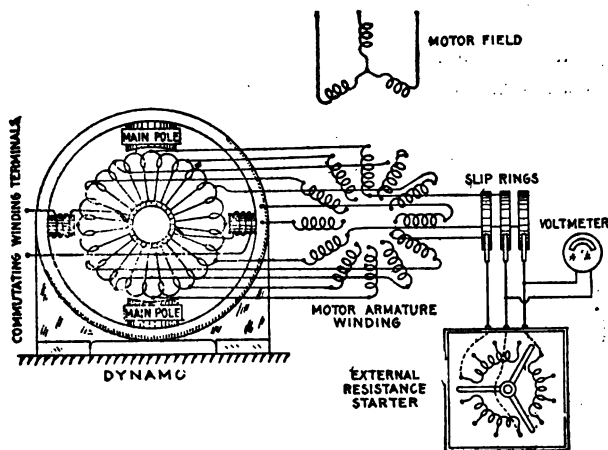 MOTOR FIELD
MAIN POLE
COMMUTATING WINDING TERMINALS
SLIP RINGS
VOLTMETER
MOTOR ARMATURE
WINDING
MAIN POLE
DYNAMO
EXTERNAL
RESISTANCE
STARTER